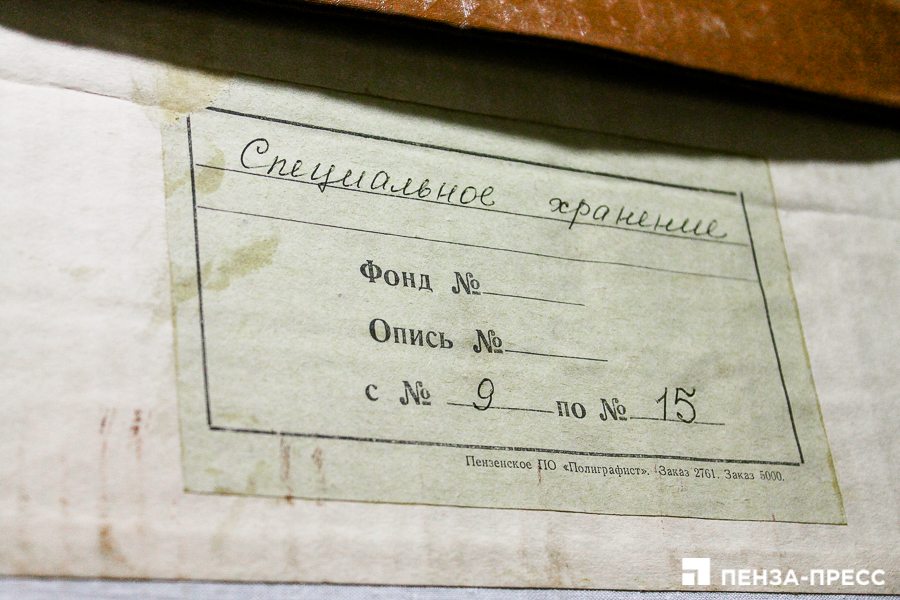 Специальное хранение
Фонд №
Опись №
с № 9 по № 15
Пензенское ПО «Полиграфист». Заказ 2761. Заказ 5000.
ПЕНЗА-ПРЕСС